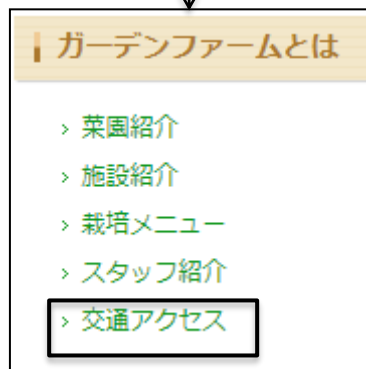 ガーデンファームとは
> 菜園紹介
> 施設紹介
> 栽培メニュー
> スタッフ紹介
> 交通アクセス